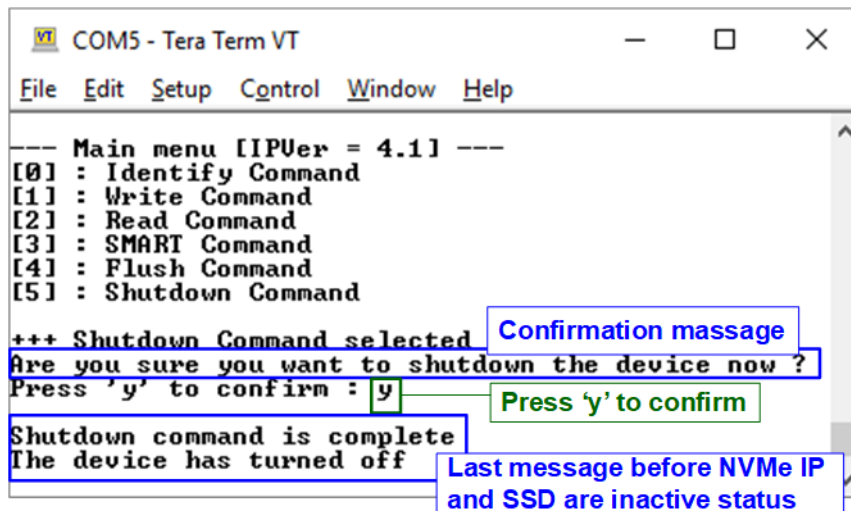 COM5 - Tera Term VT
File Edit Setup Control Window Help
--- Main menu [IPVer = 4.1] ---
[0] : Identify Command
[1] : Write Command
[2] : Read Command
[3] : SMART Command
[4] : Flush Command
[5] : Shutdown Command
+++ Shutdown Command selected
Confirmation massage
Are you sure you want to shutdown the device now ?
Press 'y' to confirm : y
Press ‘y’ to confirm
Shutdown command is complete
The device has turned off
Last message before NVMe IP
and SSD are inactive status